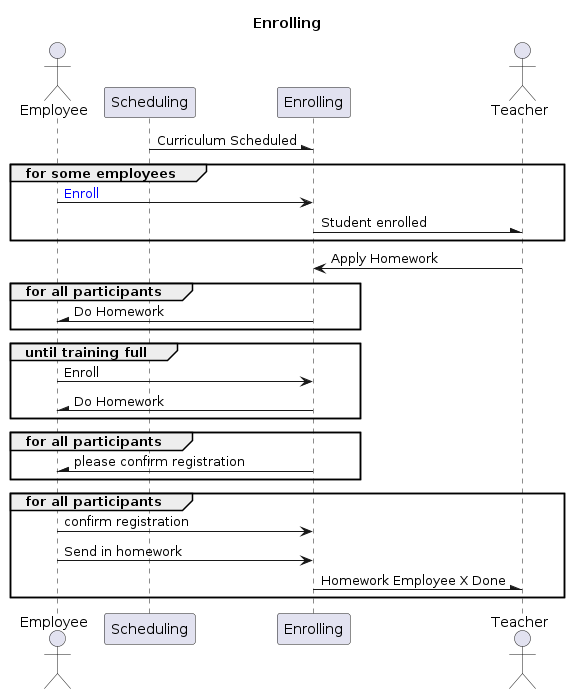 Enrolling
Employee
Scheduling
Enrolling
Teacher
Curriculum Scheduled
for some employees
Enroll
Student enrolled
Apply Homework
for all participants
Do Homework
until training full
Enroll
Do Homework
for all participants
please confirm registration
for all participants
confirm registration
Send in homework
Homework Employee X Done
Employee
Scheduling
Enrolling
Teacher